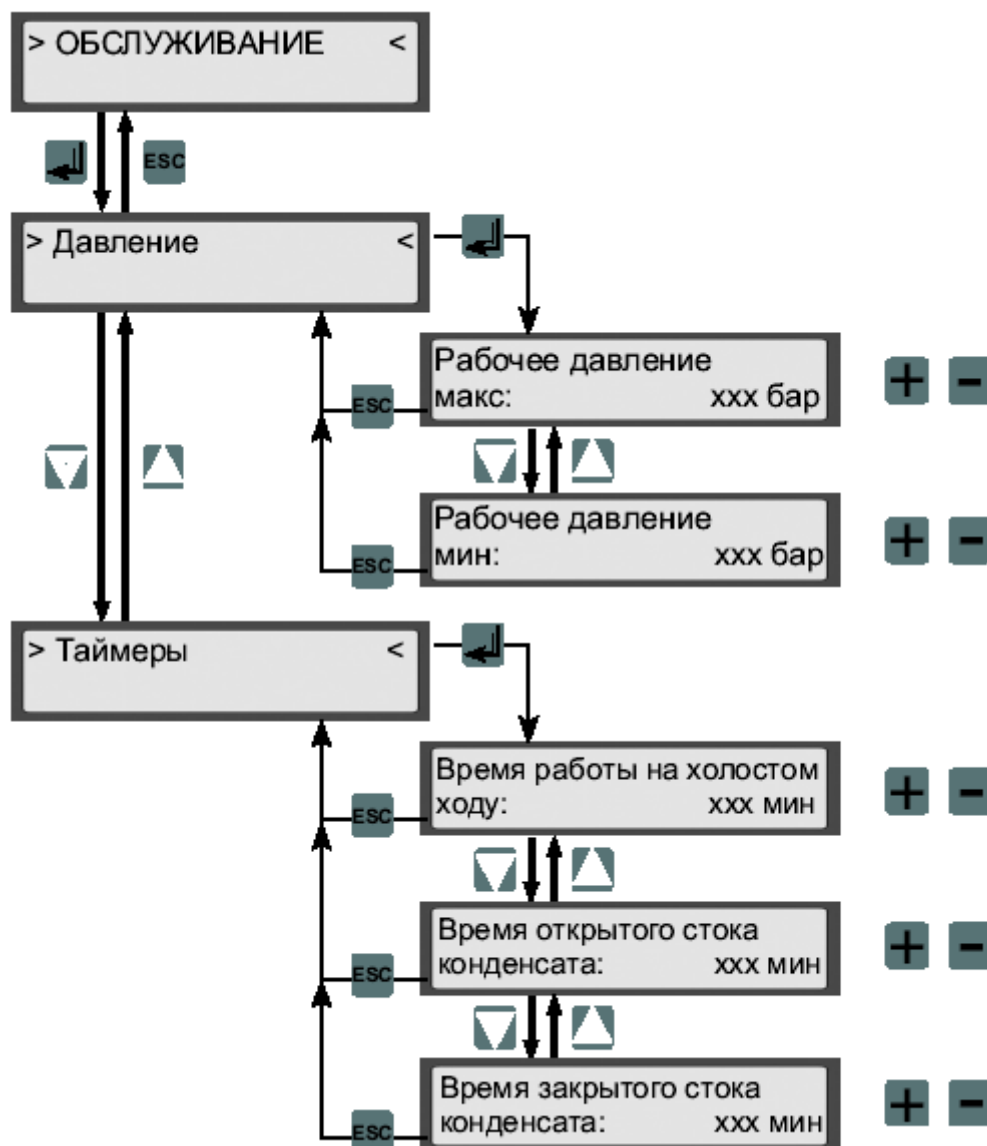 > ОБСЛУЖИВАНИЕ <
ESC
> Давление <
Рабочее давление
макс: xxx бар
+ -
ESC
Рабочее давление
мин: xxx бар
+ -
ESC
> Таймеры <
Время работы на холостом
ходу: xxx мин
+ -
ESC
Время открытого стока
конденсата: xxx мин
+ -
ESC
Время закрытого стока
конденсата: xxx мин
+ -
ESC